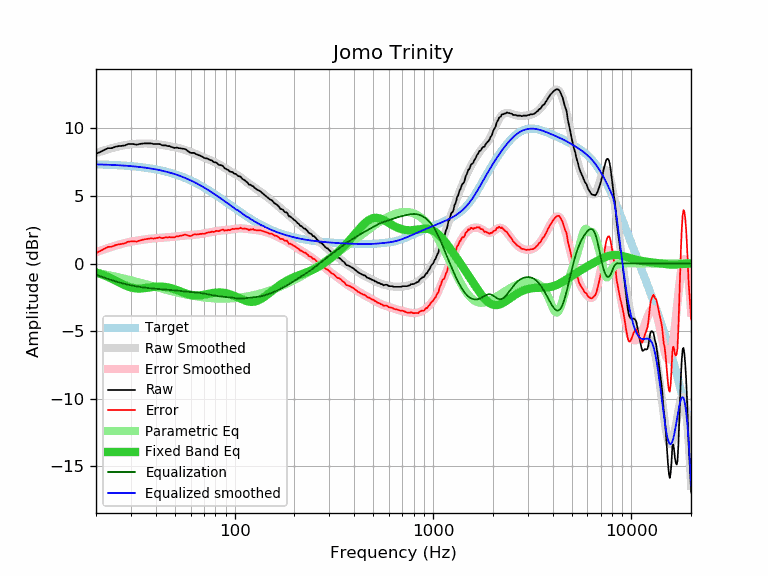 Jomo Trinity
Amplitude (dBr)
10
5
0
−5
−10
−15
Target
Raw Smoothed
Error Smoothed
Raw
Error
Parametric Eq
Fixed Band Eq
Equalization
Equalized smoothed
100
1000
10000
Frequency (Hz)